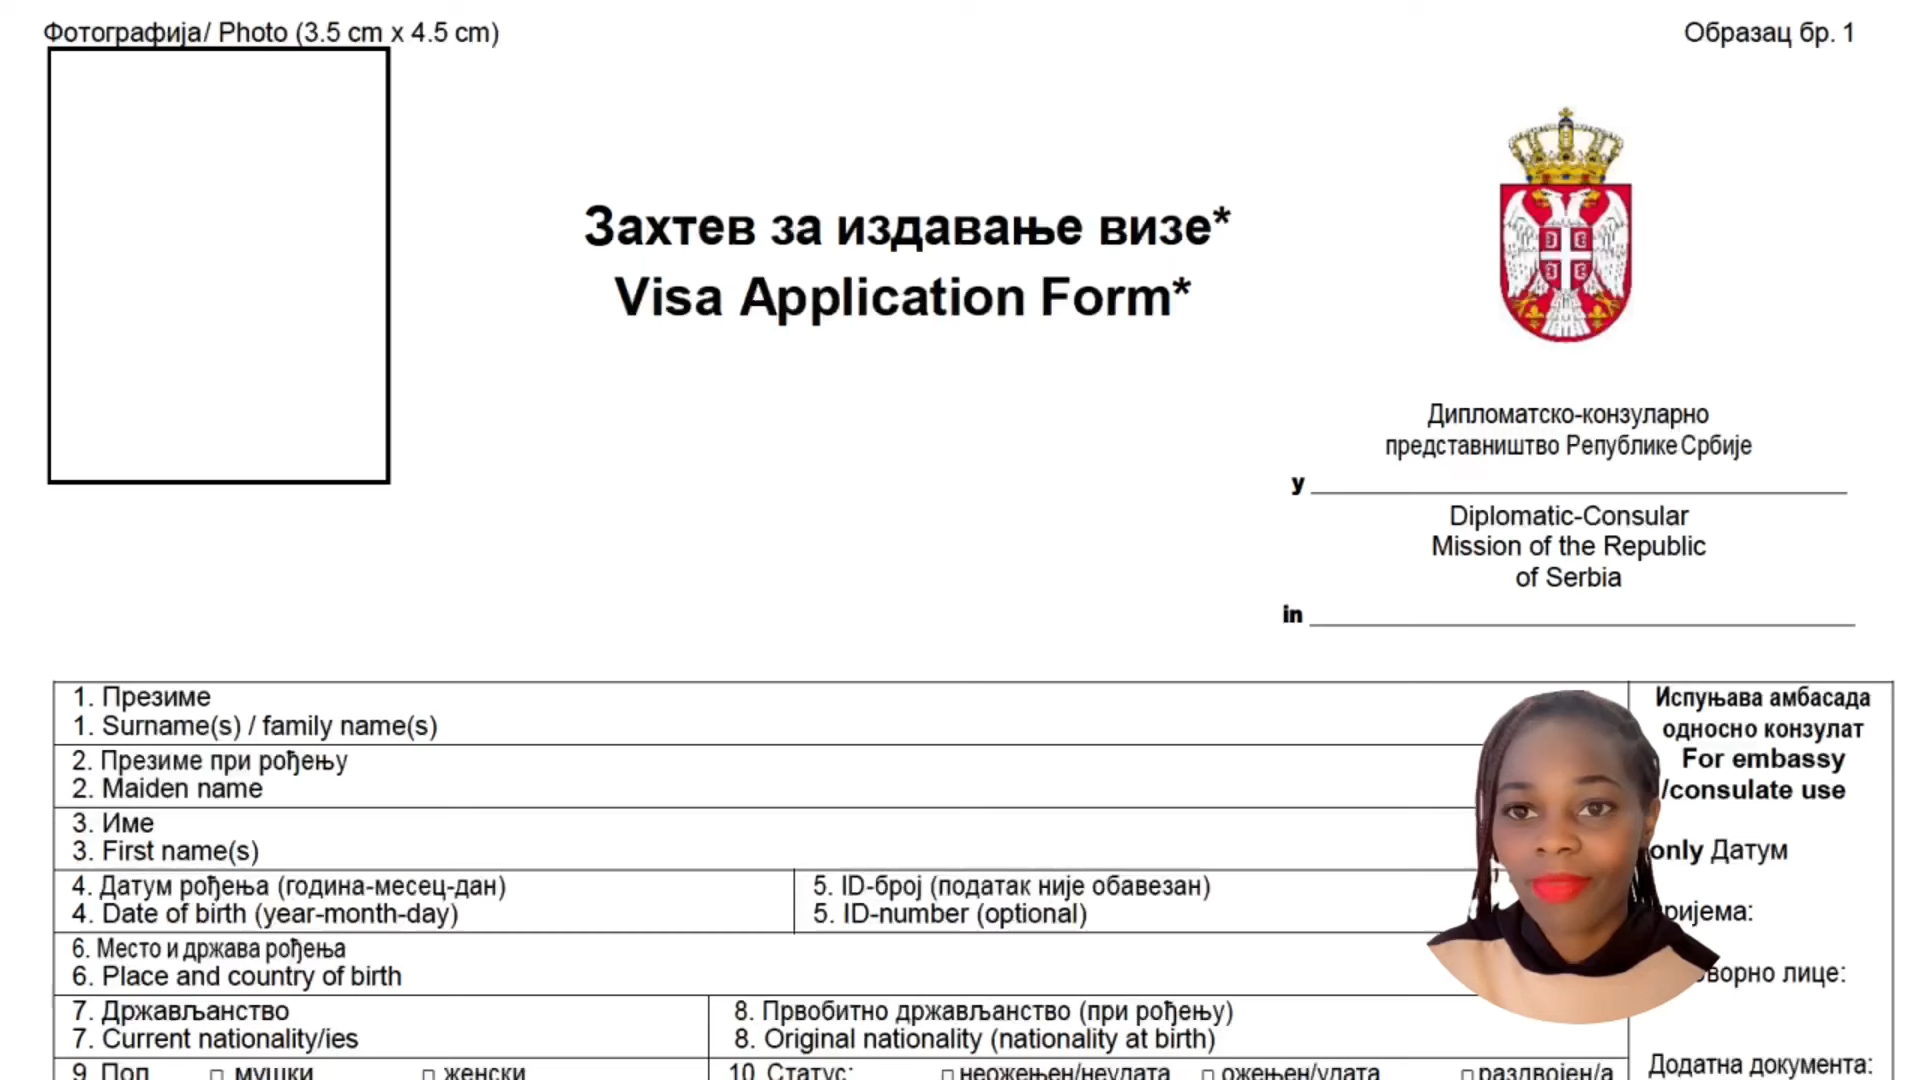 Фотографија/ Photo (3.5 cm x 4.5 cm)
Образац бр. 1
Захтев за издавање визе*
Visa Application Form*
Дипломатско-конзуларно
представништво Републике Србије
у
Diplomatic-Consular
Mission of the Republic
of Serbia
in
1. Презиме
1. Surname(s) / family name(s)
2. Презиме при рођењу
2. Maiden name
3. Име
3. First name(s)
4. Датум рођења (година-месец-дан)
4. Date of birth (year-month-day)
5. ID-број (податак није обавезан)
5. ID-number (optional)
6. Место и држава рођења
6. Place and country of birth
7. Држављанство
7. Current nationality/ies
8. Првобитно држављанство (при рођењу)
8. Original nationality (nationality at birth)
9. Пол мушки женски
10. Статус: неожењен/неудата ожењен/удата раздвојен/а
Испуњава амбасада
односно конзулат
For embassy
/consulate use
only Датум
лице:
Додатна документа: